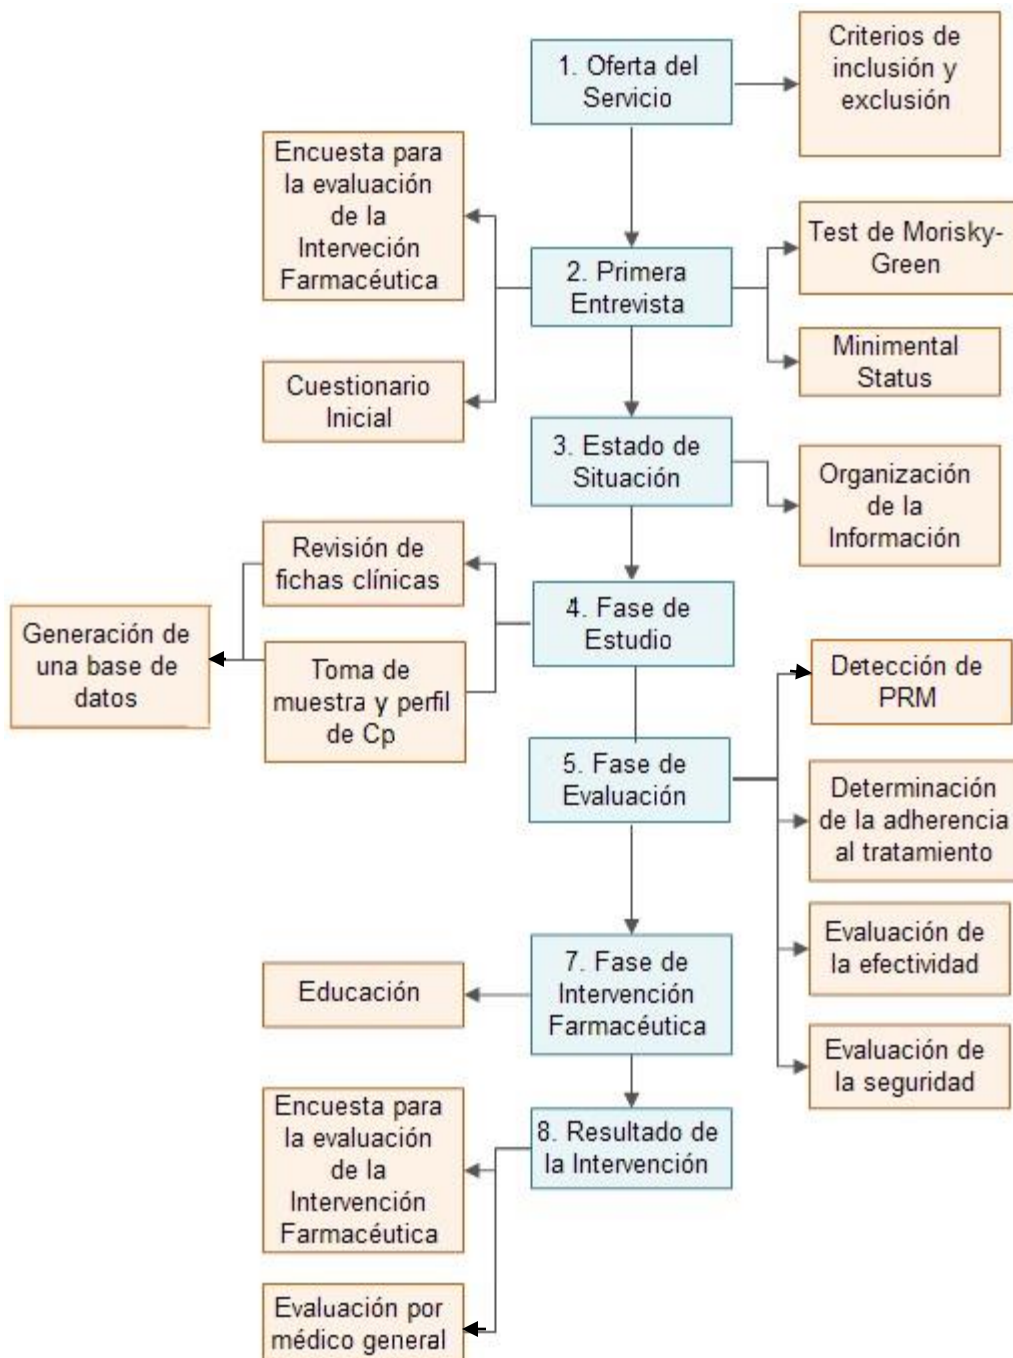 1. Oferta del
Servicio
Criterios de
inclusión y
exclusión
Encuesta para
la evaluación
de la
Interveción
Farmacéutica
2. Primera
Entrevista
Test de Morisky-
Green
Minimental
Status
Cuestionario
Inicial
3. Estado de
Situación
Organización
de la
Información
Revisión de
fichas clínicas
4. Fase de
Estudio
Generación de
una base de
datos
Toma de
muestra y perfil
de Cp
Detección de
PRM
5. Fase de
Evaluación
Determinación
de la adherencia
al tratamiento
Evaluación de
la efectividad
7. Fase de
Intervención
Farmacéutica
Educación
Evaluación de
la seguridad
8. Resultado de
la Intervención
Encuesta para
la evaluación
de la
Intervención
Farmacéutica
Evaluación por
médico general